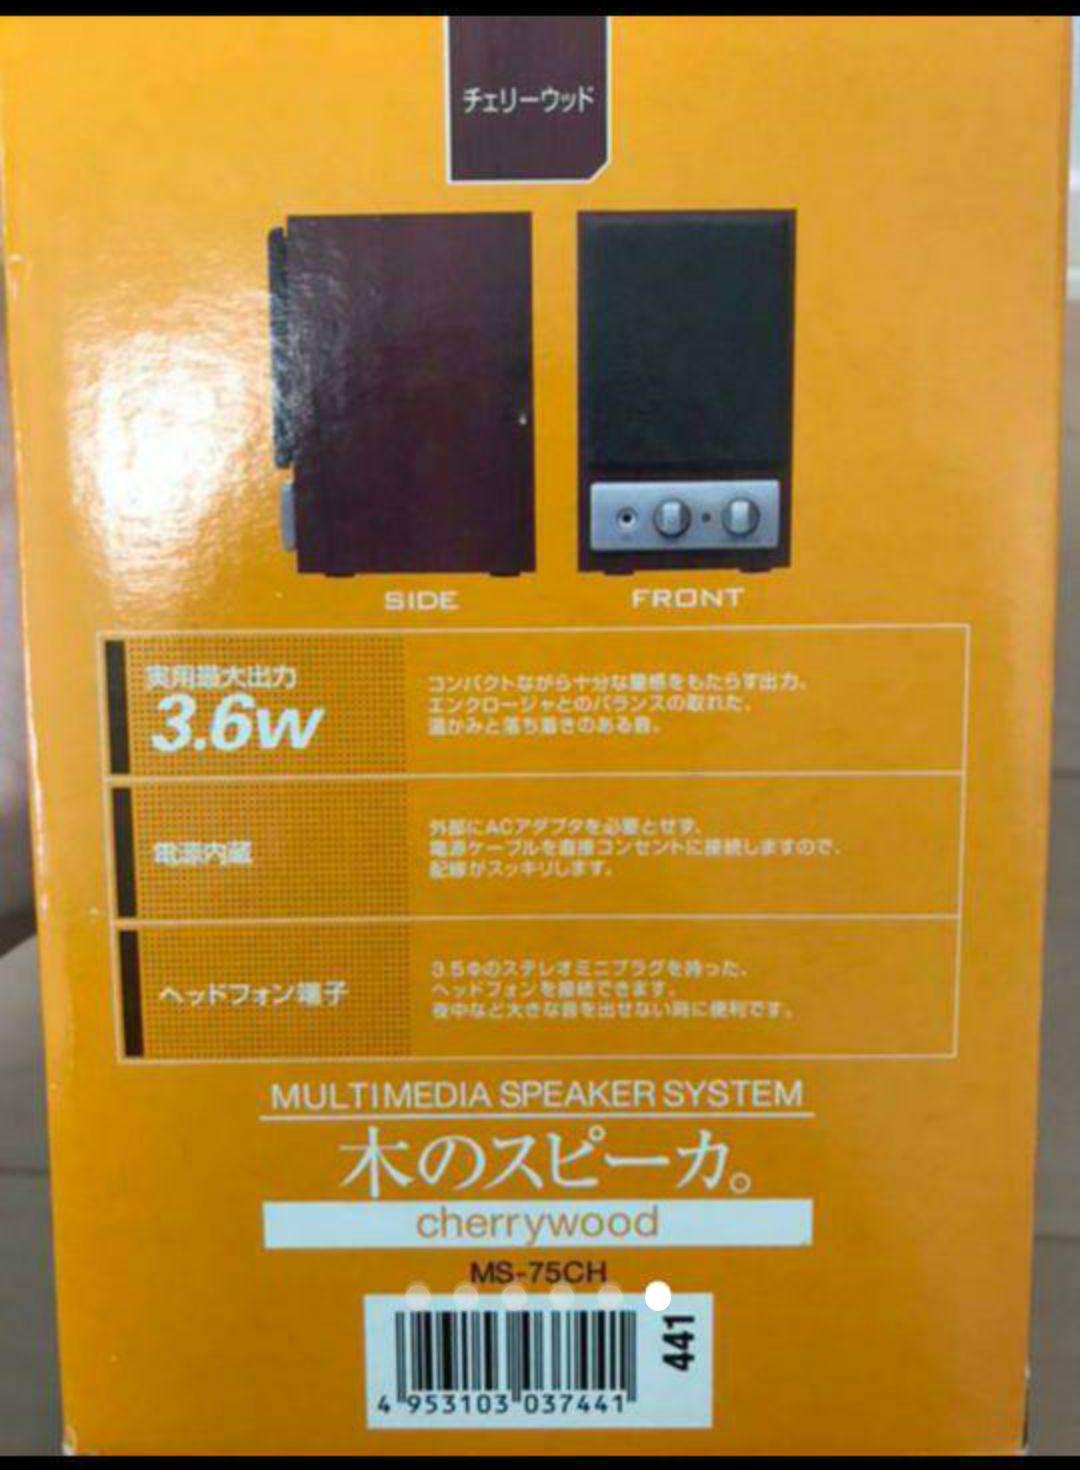 チェリーウッド
SIDE
FRONT
実用最大出力
3.6W
コンパクトながら十分な量感をもたらす出力。
エンクロージャとのバランスの取れた、
温かみと落ち着きのある音。
電源内蔵
外部にACアダプタを必要とせず、
電源ケーブルを直接コンセントに接続しますので、
配線がスッキリします。
ヘッドフォン端子
3.5Φのステレオミニプラグを持った、
ヘッドフォンを接続できます。
夜中など大きな音を出せない時に便利です。
MULTIMEDIA SPEAKER SYSTEM
木のスピーカ。
cherrywood
MS-75CH
441
4 953103 037441